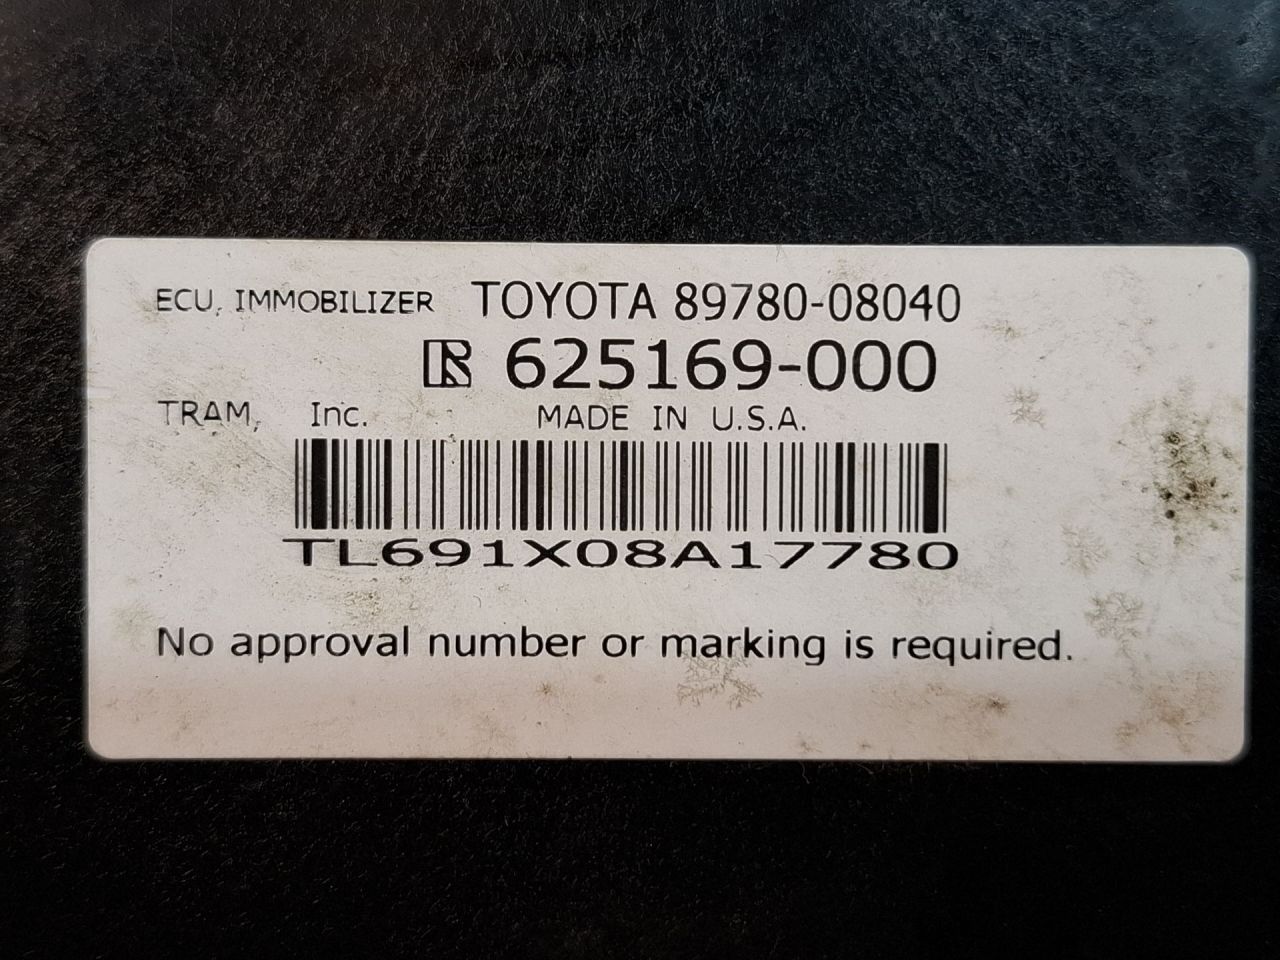 ECU, IMMOBILIZER TOYOTA 89780-08040
R 625169-000
TRAM, Inc. MADE IN U.S.A.
TL691X08A17780
No approval number or marking is required.